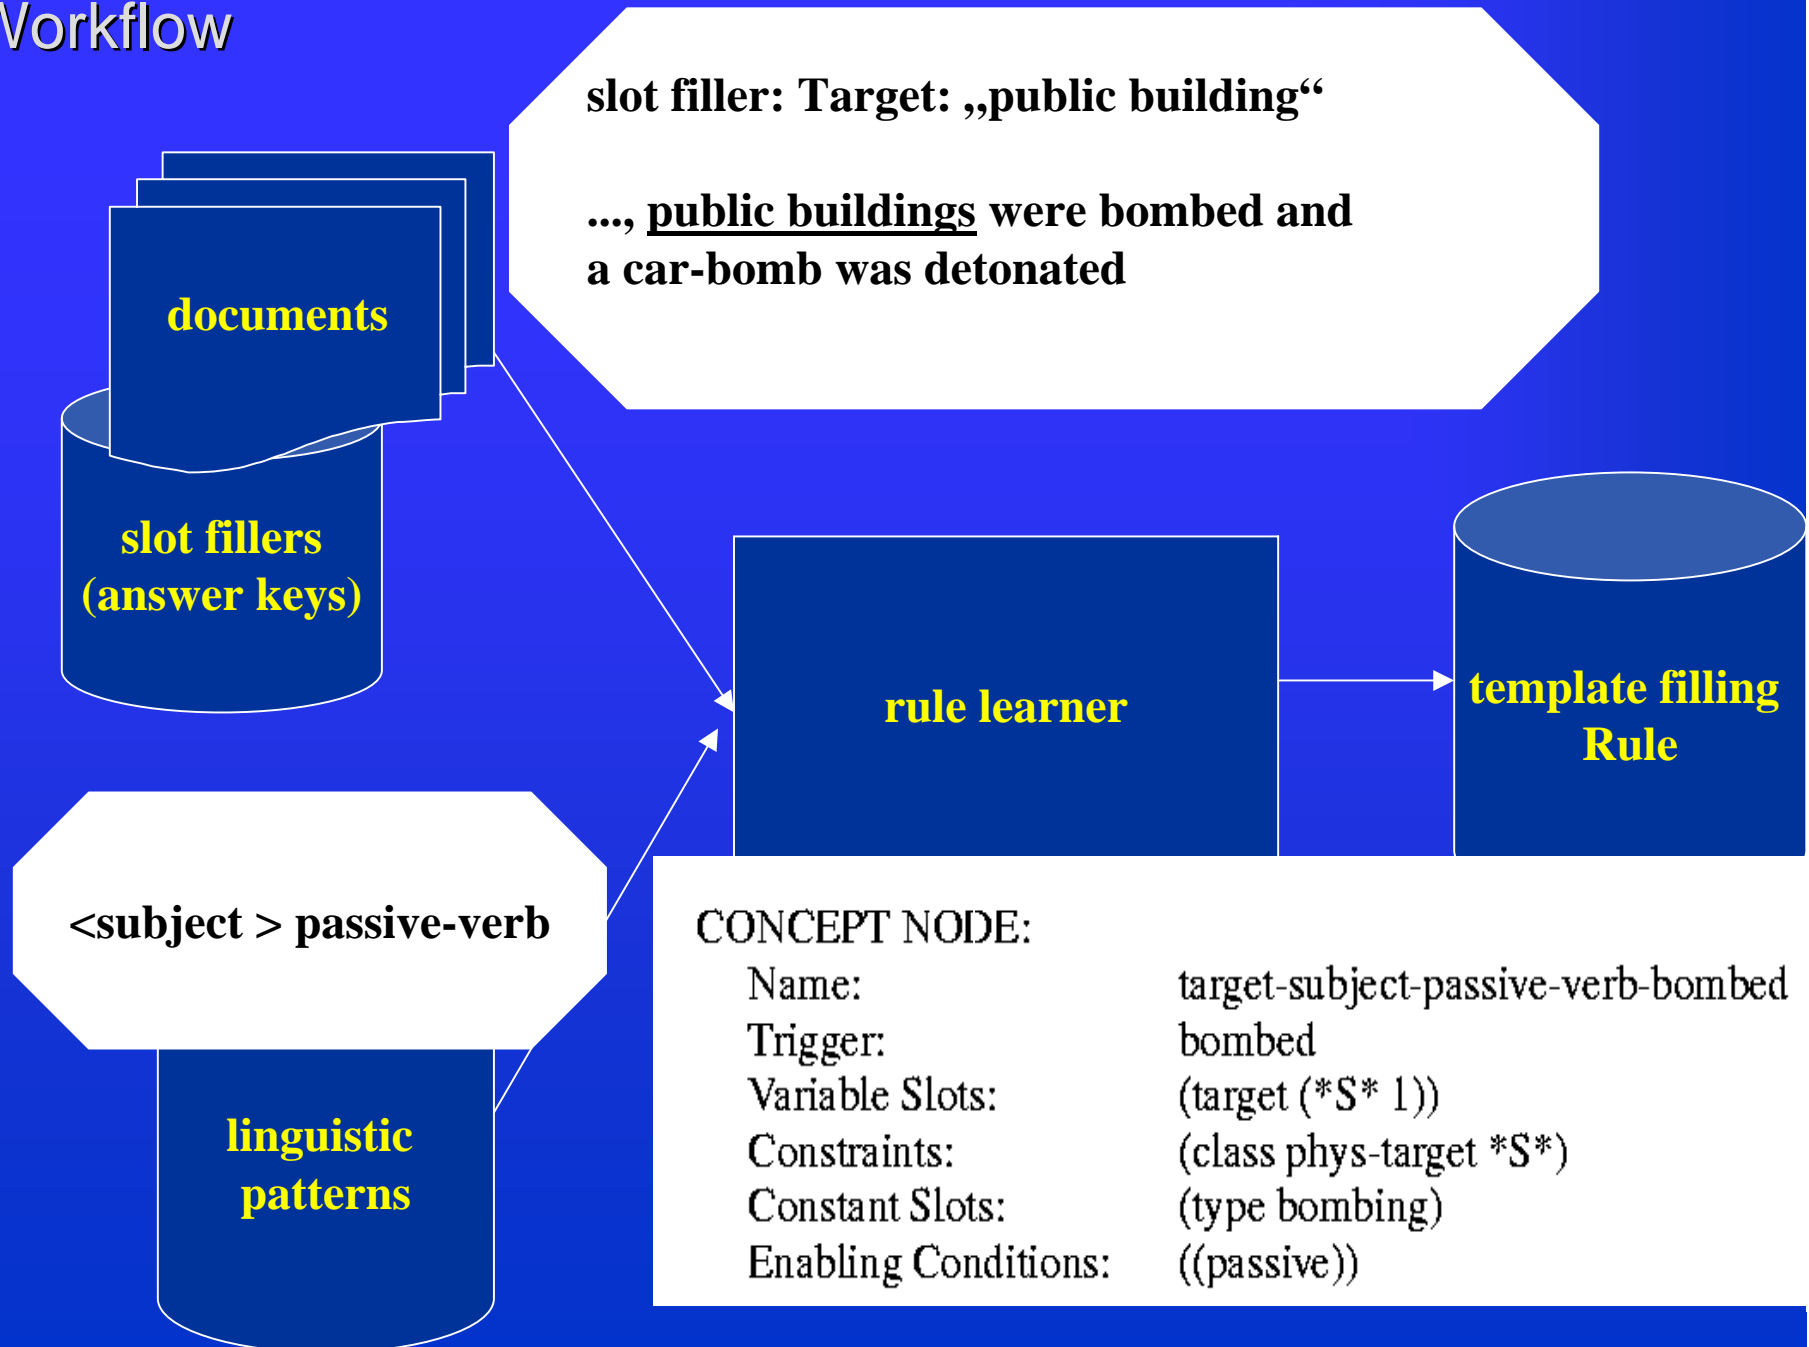 Workflow
slot filler: Target: „public building“
..., public buildings were bombed and
a car-bomb was detonated
documents
slot fillers
(answer keys)
rule learner
template filling
Rule
<subject > passive-verb
linguistic
patterns
CONCEPT NODE:
Name: target-subject-passive-verb-bombed
Trigger: bombed
Variable Slots: (target (*S* 1))
Constraints: (class phys-target *S*)
Constant Slots: (type bombing)
Enabling Conditions: ((passive))